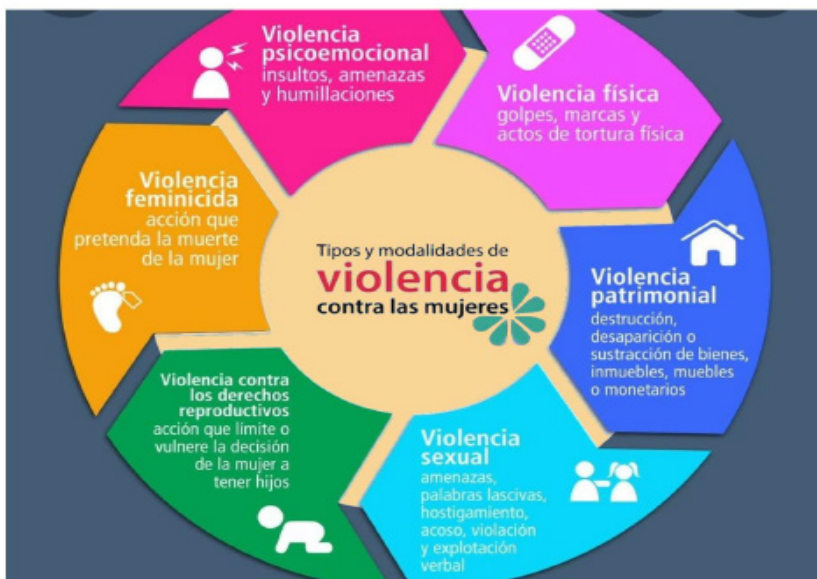 Tipos y modalidades de
violencia
contra las mujeres
Violencia
psicoemocional
insultos, amenazas
y humillaciones
Violencia física
golpes, marcas y
actos de tortura física
Violencia
patrimonial
destrucción,
desaparición o
sustracción de bienes,
inmuebles, muebles
o monetarios
Violencia
sexual
amenazas,
palabras lascivas,
hostigamiento,
acoso, violación
y explotación
verbal
Violencia contra
los derechos
reproductivos
acción que límite o
vulnere la decisión
de la mujer a
tener hijos
Violencia
feminicida
acción que
pretenda la muerte
de la mujer